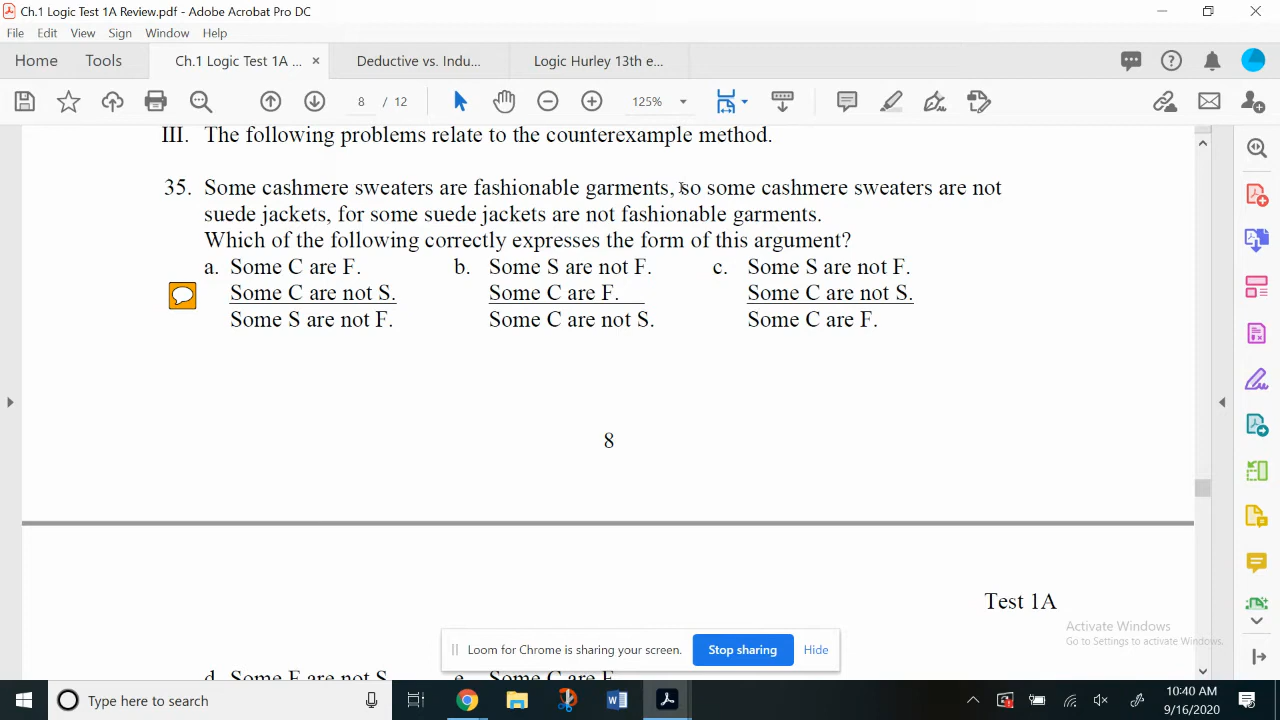 Ch.1 Logic Test 1A Review.pdf - Adobe Acrobat Pro DC
File Edit View Sign Window Help
Home Tools Ch.1 Logic Test 1A ... × Deductive vs. Indu... Logic Hurley 13th e...
8 / 12 125%
III. The following problems relate to the counterexample method.
35. Some cashmere sweaters are fashionable garments, so some cashmere sweaters are not
suede jackets, for some suede jackets are not fashionable garments.
Which of the following correctly expresses the form of this argument?
a. Some C are F. b. Some S are not F. c. Some S are not F.
Some C are not S. Some C are F. Some C are not S.
Some S are not F. Some C are not S. Some C are F.
8
Test 1A
Activate Windows
Go to Settings to activate Windows.
Loom for Chrome is sharing your screen. Stop sharing Hide
d. Some F are not S. e. Some C are F.
Type here to search
10:40 AM
9/16/2020